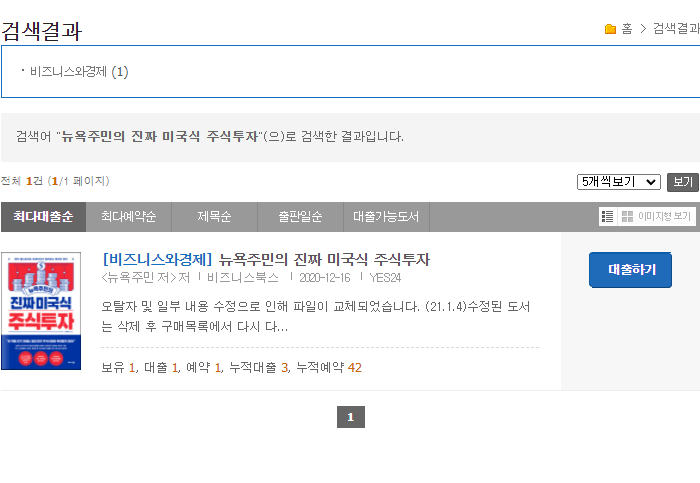 검색결과
홈 > 검색결과
· 비즈니스와경제 (1)
검색어 "뉴욕주민의 진짜 미국식 주식투자"(으)로 검색한 결과입니다.
전체 1건 (1/1 페이지)
5개씩보기 보기
최다대출순 최다예약순 제목순 출판일순 대출가능도서
이미지형 보기
[비즈니스와경제] 뉴욕주민의 진짜 미국식 주식투자
<뉴욕주민 저> 저 | 비즈니스북스 | 2020-12-16 | YES24
오탈자 및 일부 내용 수정으로 인해 파일이 교체되었습니다. (21.1.4)수정된 도서
는 삭제 후 구매목록에서 다시 다...
보유 1, 대출 1, 예약 1, 누적대출 3, 누적예약 42
대출하기
뉴욕주민의
진짜 미국식
주식투자
1